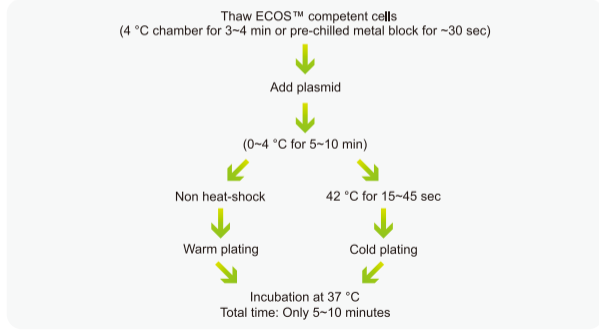 Thaw ECOS™ competent cells
(4 °C chamber for 3~4 min or pre-chilled metal block for ~30 sec)
Add plasmid
(0~4 °C for 5~10 min)
Non heat-shock
42 °C for 15~45 sec
Warm plating
Cold plating
Incubation at 37 °C
Total time: Only 5~10 minutes